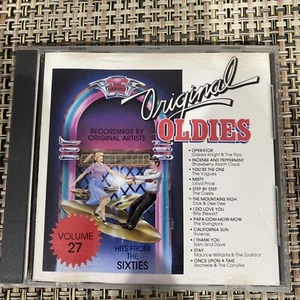 Original
OLDIES
RECORDINGS BY
ORIGINAL ARTISTS
• OPERATOR
Gladys Knight & The Pips
• INCENSE AND PEPPERMINT
Strawberry Alarm Clock
• YOU'RE THE ONE
The Vogues
• MISTY
Lloyd Price
• STEP BY STEP
The Crests
• THE MOUNTAINS HIGH
Dick & Dee Dee
• I DO LOVE YOU
Billy Stewart
• PAPA-OOM-MOW-MOW
The Rivingtons
• CALIFORNIA SUN
Rivieras
• I THANK YOU
Sam and Dave
• STAY
Maurice Williams & The Zodiacs
• ONCE UPON A TIME
Rochelle & The Candles
VOLUME
27
HITS FROM
THE
SIXTIES